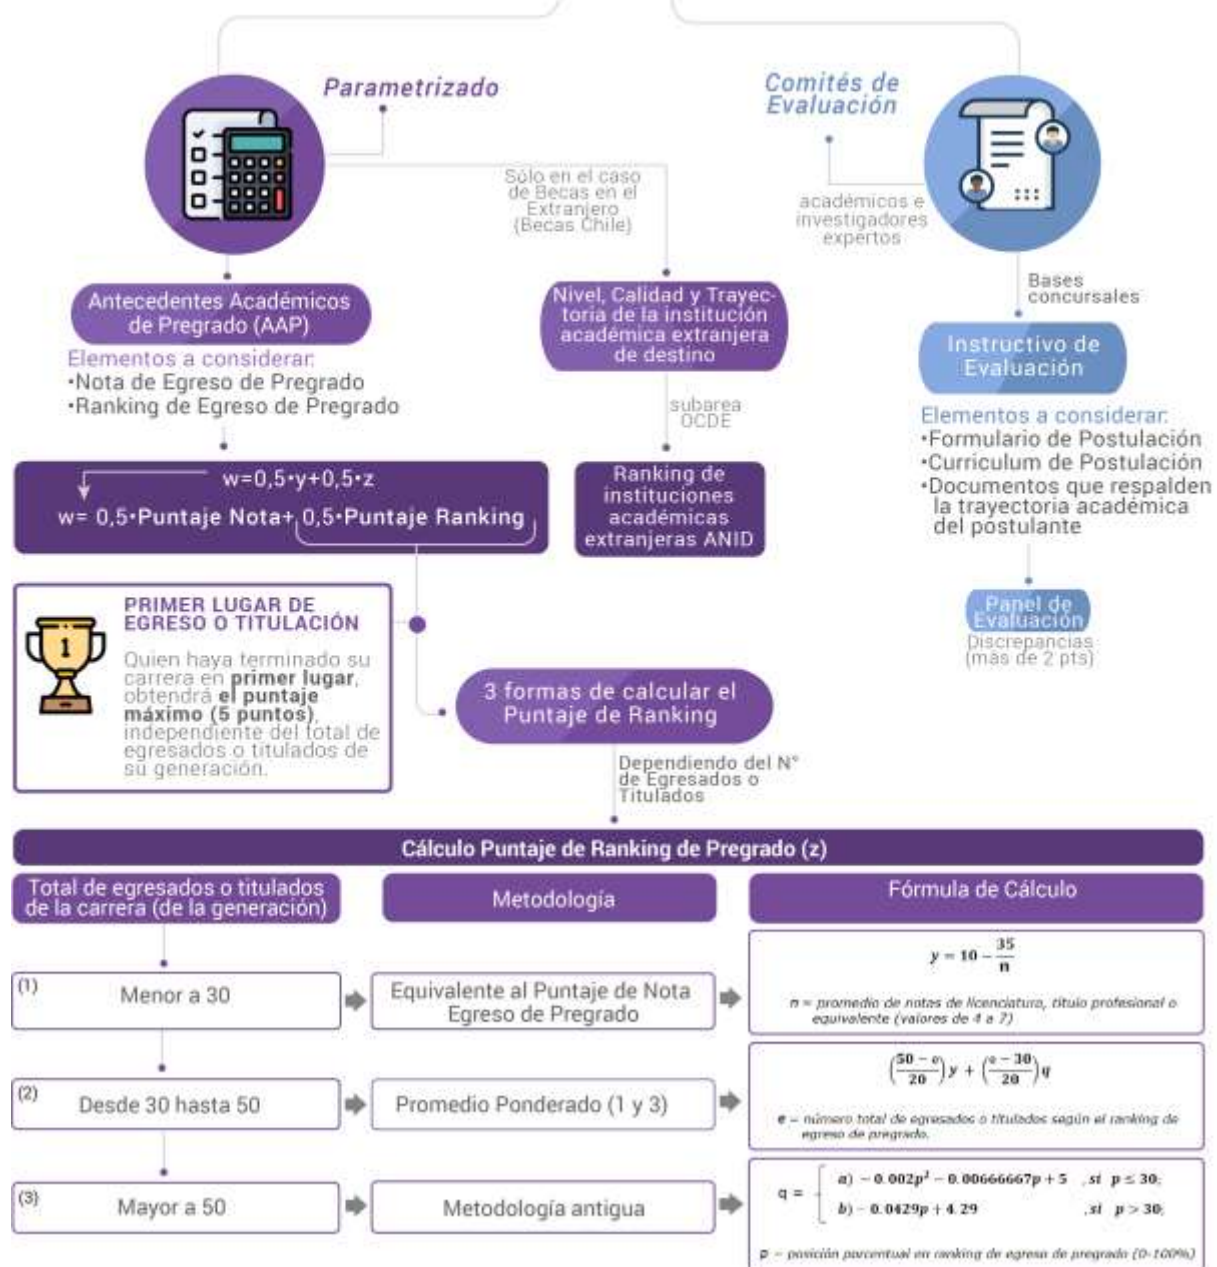 Parametrizado
Sólo en el caso
de Becas en el
Extranjero
(Becas Chile)
Antecedentes Académicos
de Pregrado (AAP)
Elementos a considerar:
•Nota de Egreso de Pregrado
•Ranking de Egreso de Pregrado
w=0,5•y+0,5•z
w= 0,5•Puntaje Nota+ 0,5•Puntaje Ranking
Nivel, Calidad y Trayec-
toria de la institución
académica extranjera
de destino
subarea
OCDE
Ranking de
instituciones
académicas
extranjeras ANID
Comités de
Evaluación
académicos e
investigadores
expertos
Bases
concursales
Instructivo de
Evaluación
Elementos a considerar:
•Formulario de Postulación
•Curriculum de Postulación
•Documentos que respalden
la trayectoria académica
del postulante
Panel de
Evaluación
Discrepancias
(más de 2 pts)
1
PRIMER LUGAR DE
EGRESO O TITULACIÓN
Quien haya terminado su
carrera en primer lugar,
obtendrá el puntaje
máximo (5 puntos),
independiente del total de
egresados o titulados de
su generación.
3 formas de calcular el
Puntaje de Ranking
Dependiendo del N°
de Egresados o
Titulados
Cálculo Puntaje de Ranking de Pregrado (z)
Total de egresados o titulados
de la carrera (de la generación)
Metodología
Fórmula de Cálculo
(1)
Menor a 30
Equivalente al Puntaje de Nota
Egreso de Pregrado
y = 10 − 35/n
n = promedio de notas de licenciatura, título profesional o
equivalente (valores de 4 a 7)
(2)
Desde 30 hasta 50
Promedio Ponderado (1 y 3)
((50 − e)/20) y + ((e − 30)/20) q
e = número total de egresados o titulados según el ranking de
egreso de pregrado.
(3)
Mayor a 50
Metodología antigua
q =
a) − 0.002p² − 0.00666667p + 5 , si p ≤ 30;
b) − 0.0429p + 4.29 , si p > 30;
p = posición porcentual en ranking de egreso de pregrado (0-100%)